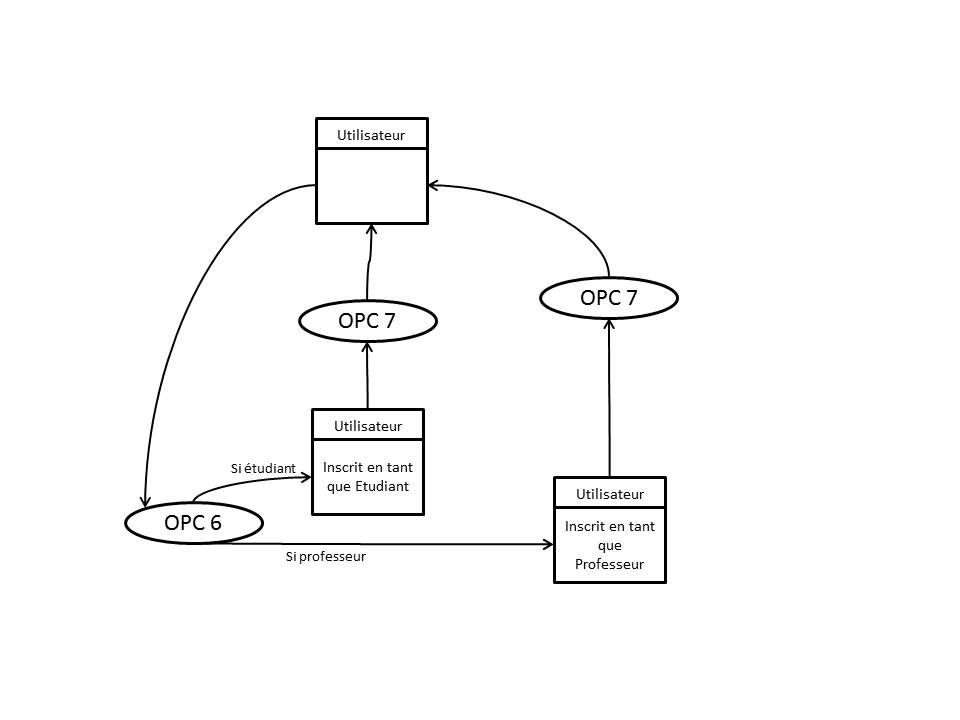 Utilisateur
OPC 7
OPC 7
Utilisateur
Inscrit en tant
que Etudiant
Si étudiant
OPC 6
Si professeur
Utilisateur
Inscrit en tant
que
Professeur